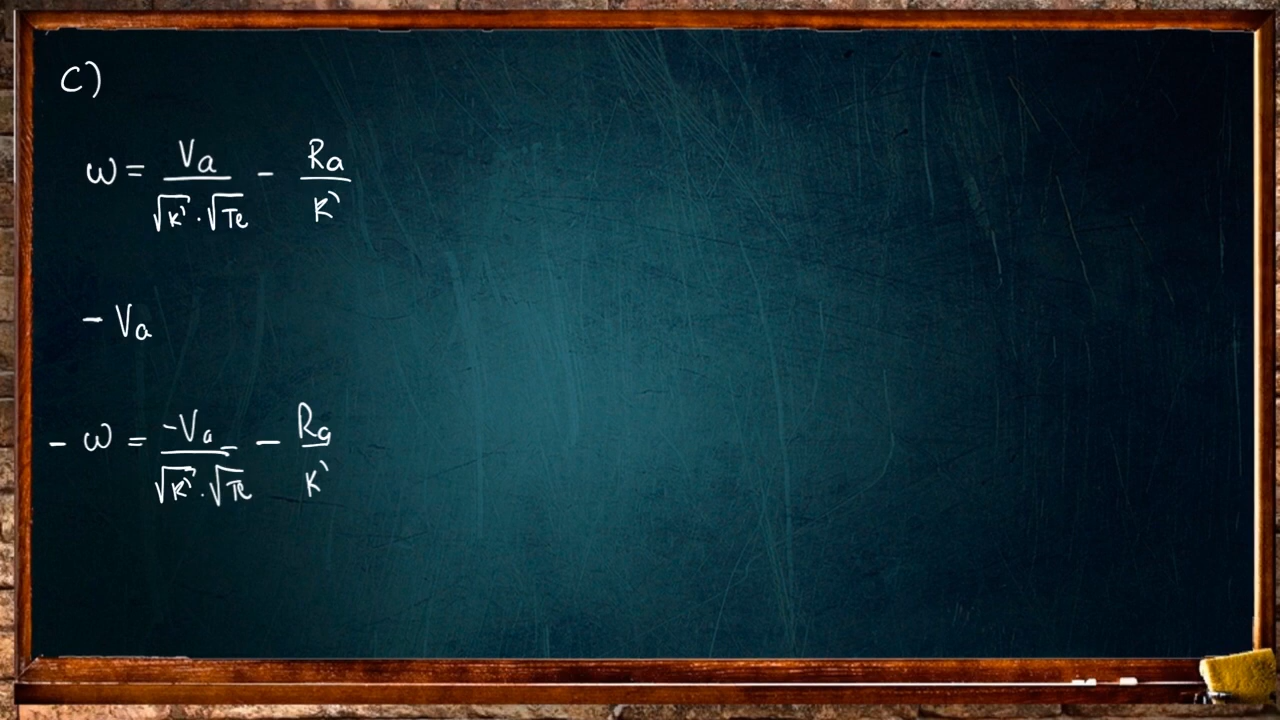 C)
ω = Va / √K' · √Te - Ra / K'
- Va
- ω = -Va / √K' · √Te - Ra / K'